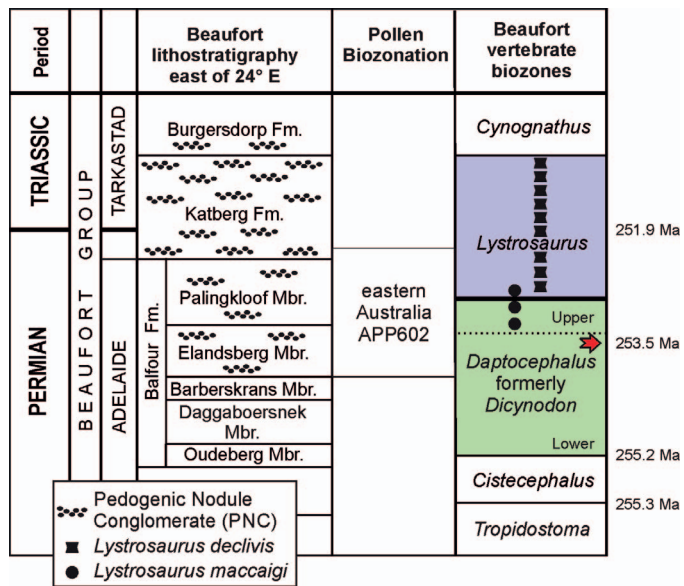 Period
Beaufort
lithostratigraphy
east of 24° E
Pollen
Biozonation
Beaufort
vertebrate
biozones
TRIASSIC
PERMIAN
BEAUFORT GROUP
TARKASTAD
ADELAIDE
Burgersdorp Fm.
Katberg Fm.
Balfour Fm.
Palingkloof Mbr.
Elandsberg Mbr.
Barberskrans Mbr.
Daggaboersnek
Mbr.
Oudeberg Mbr.
eastern
Australia
APP602
Cynognathus
Lystrosaurus
Upper
Daptocephalus
formerly
Dicynodon
Lower
Cistecephalus
Tropidostoma
251.9 Ma
253.5 Ma
255.2 Ma
255.3 Ma
Pedogenic Nodule
Conglomerate (PNC)
Lystrosaurus declivis
Lystrosaurus maccaigi